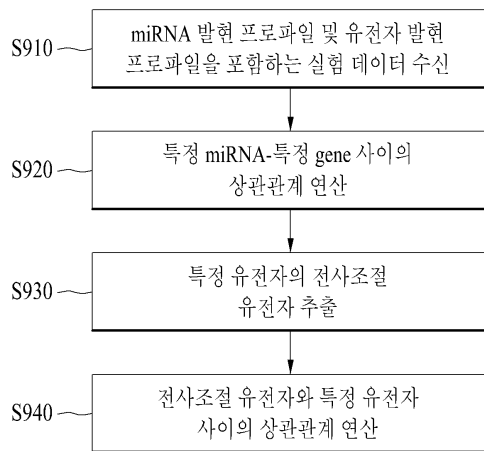 S910
miRNA 발현 프로파일 및 유전자 발현
프로파일을 포함하는 실험 데이터 수신
S920
특정 miRNA-특정 gene 사이의
상관관계 연산
S930
특정 유전자의 전사조절
유전자 추출
S940
전사조절 유전자와 특정 유전자
사이의 상관관계 연산